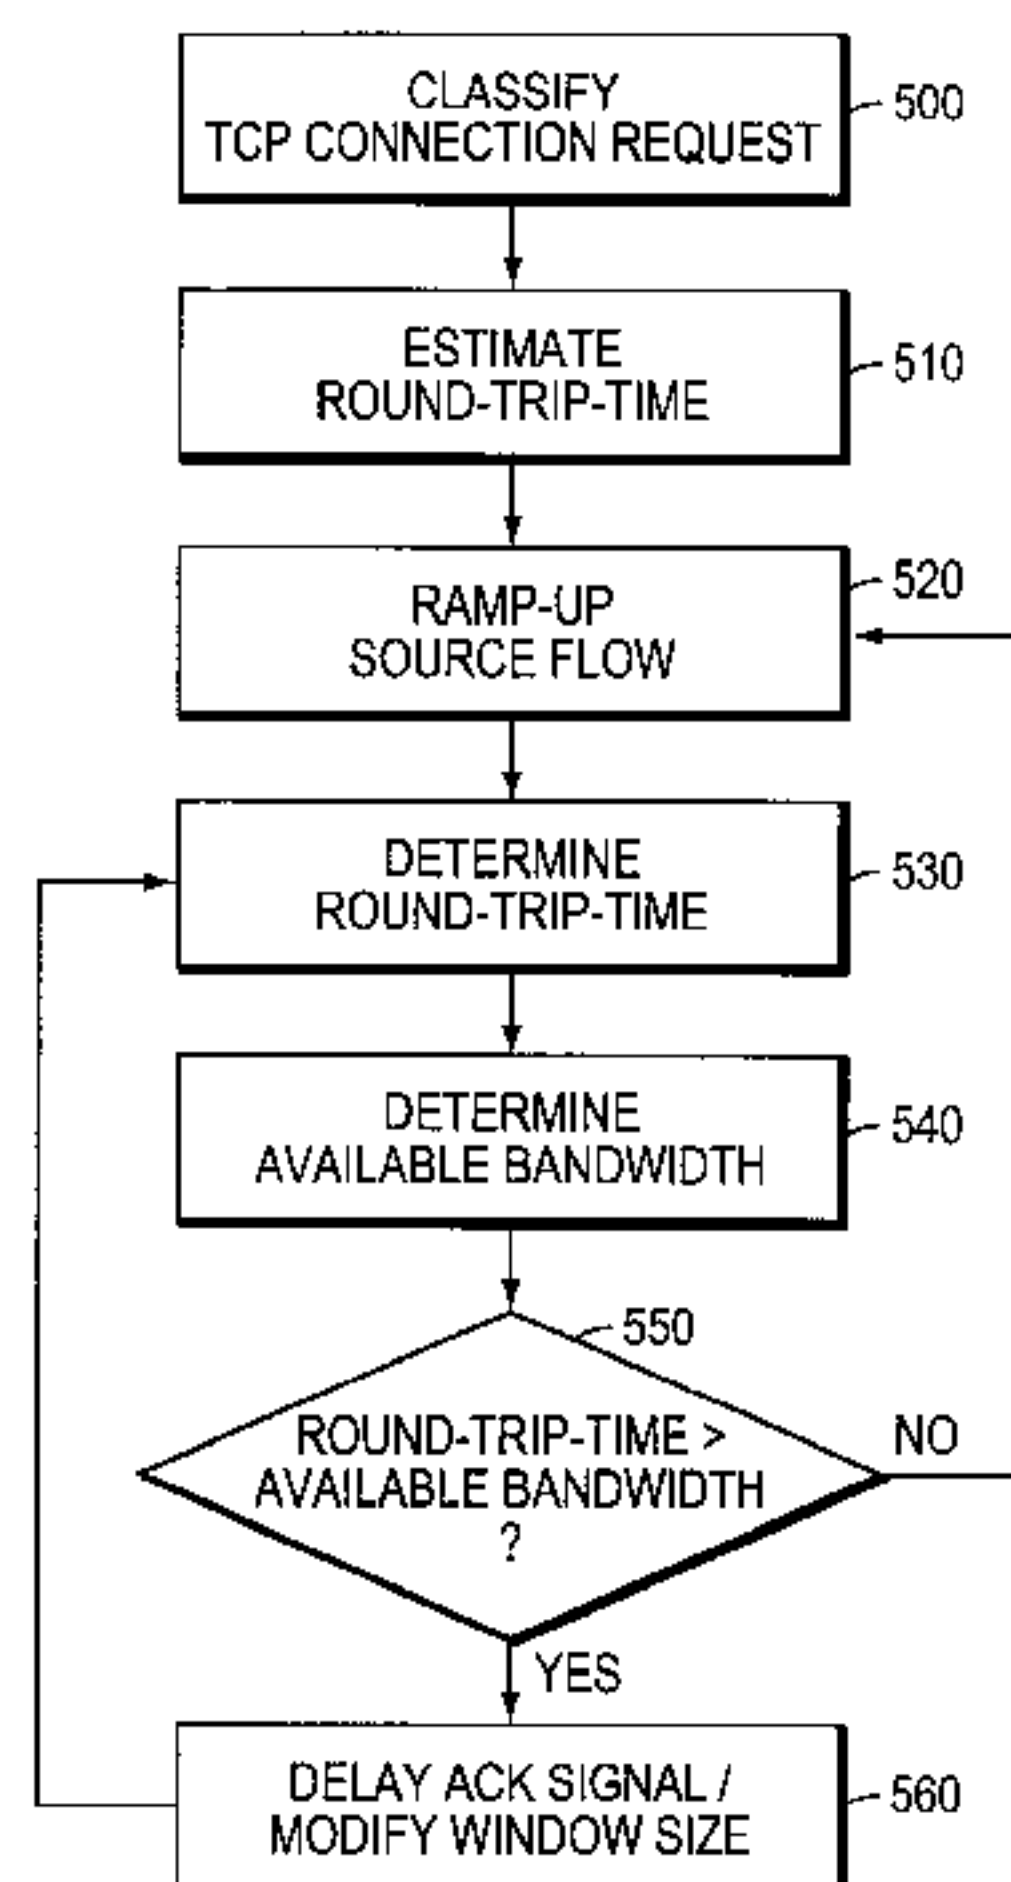 CLASSIFY
TCP CONNECTION REQUEST
500
ESTIMATE
ROUND-TRIP-TIME
510
RAMP-UP
SOURCE FLOW
520
DETERMINE
ROUND-TRIP-TIME
530
DETERMINE
AVAILABLE BANDWIDTH
540
550
ROUND-TRIP-TIME >
AVAILABLE BANDWIDTH
?
NO
YES
DELAY ACK SIGNAL /
MODIFY WINDOW SIZE
560